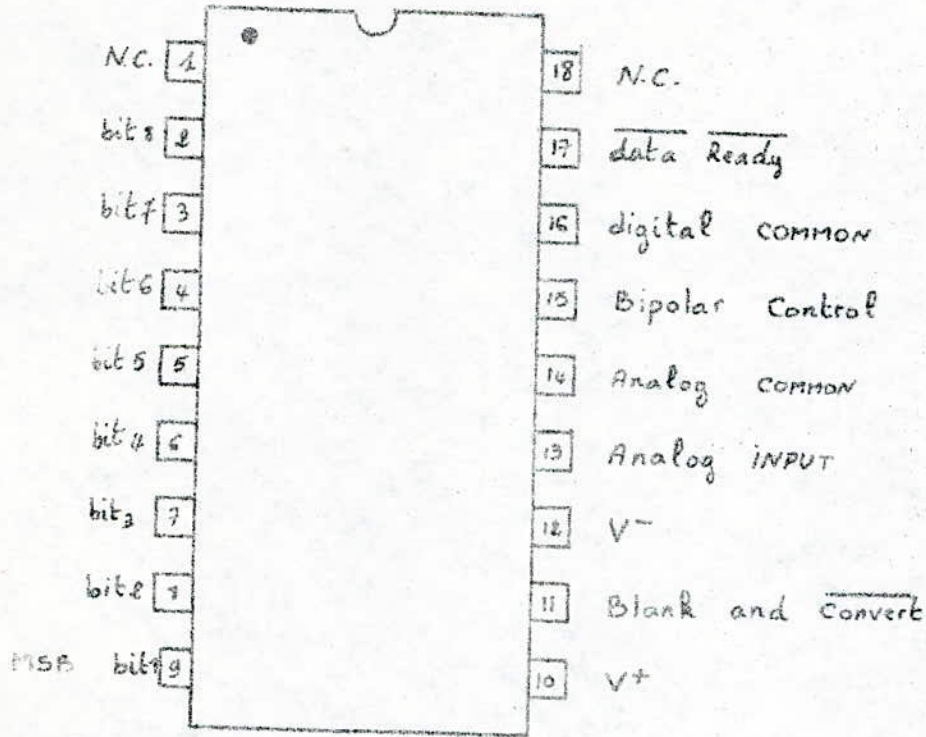 N.C. 1
bit 8 2
bit 7 3
bit 6 4
bit 5 5
bit 4 6
bit 3 7
bit 2 8
MSB bit 1 9
18 N.C.
17 data Ready
16 digital COMMON
15 Bipolar Control
14 Analog COMMON
13 Analog INPUT
12 V-
11 Blank and Convert
10 V+